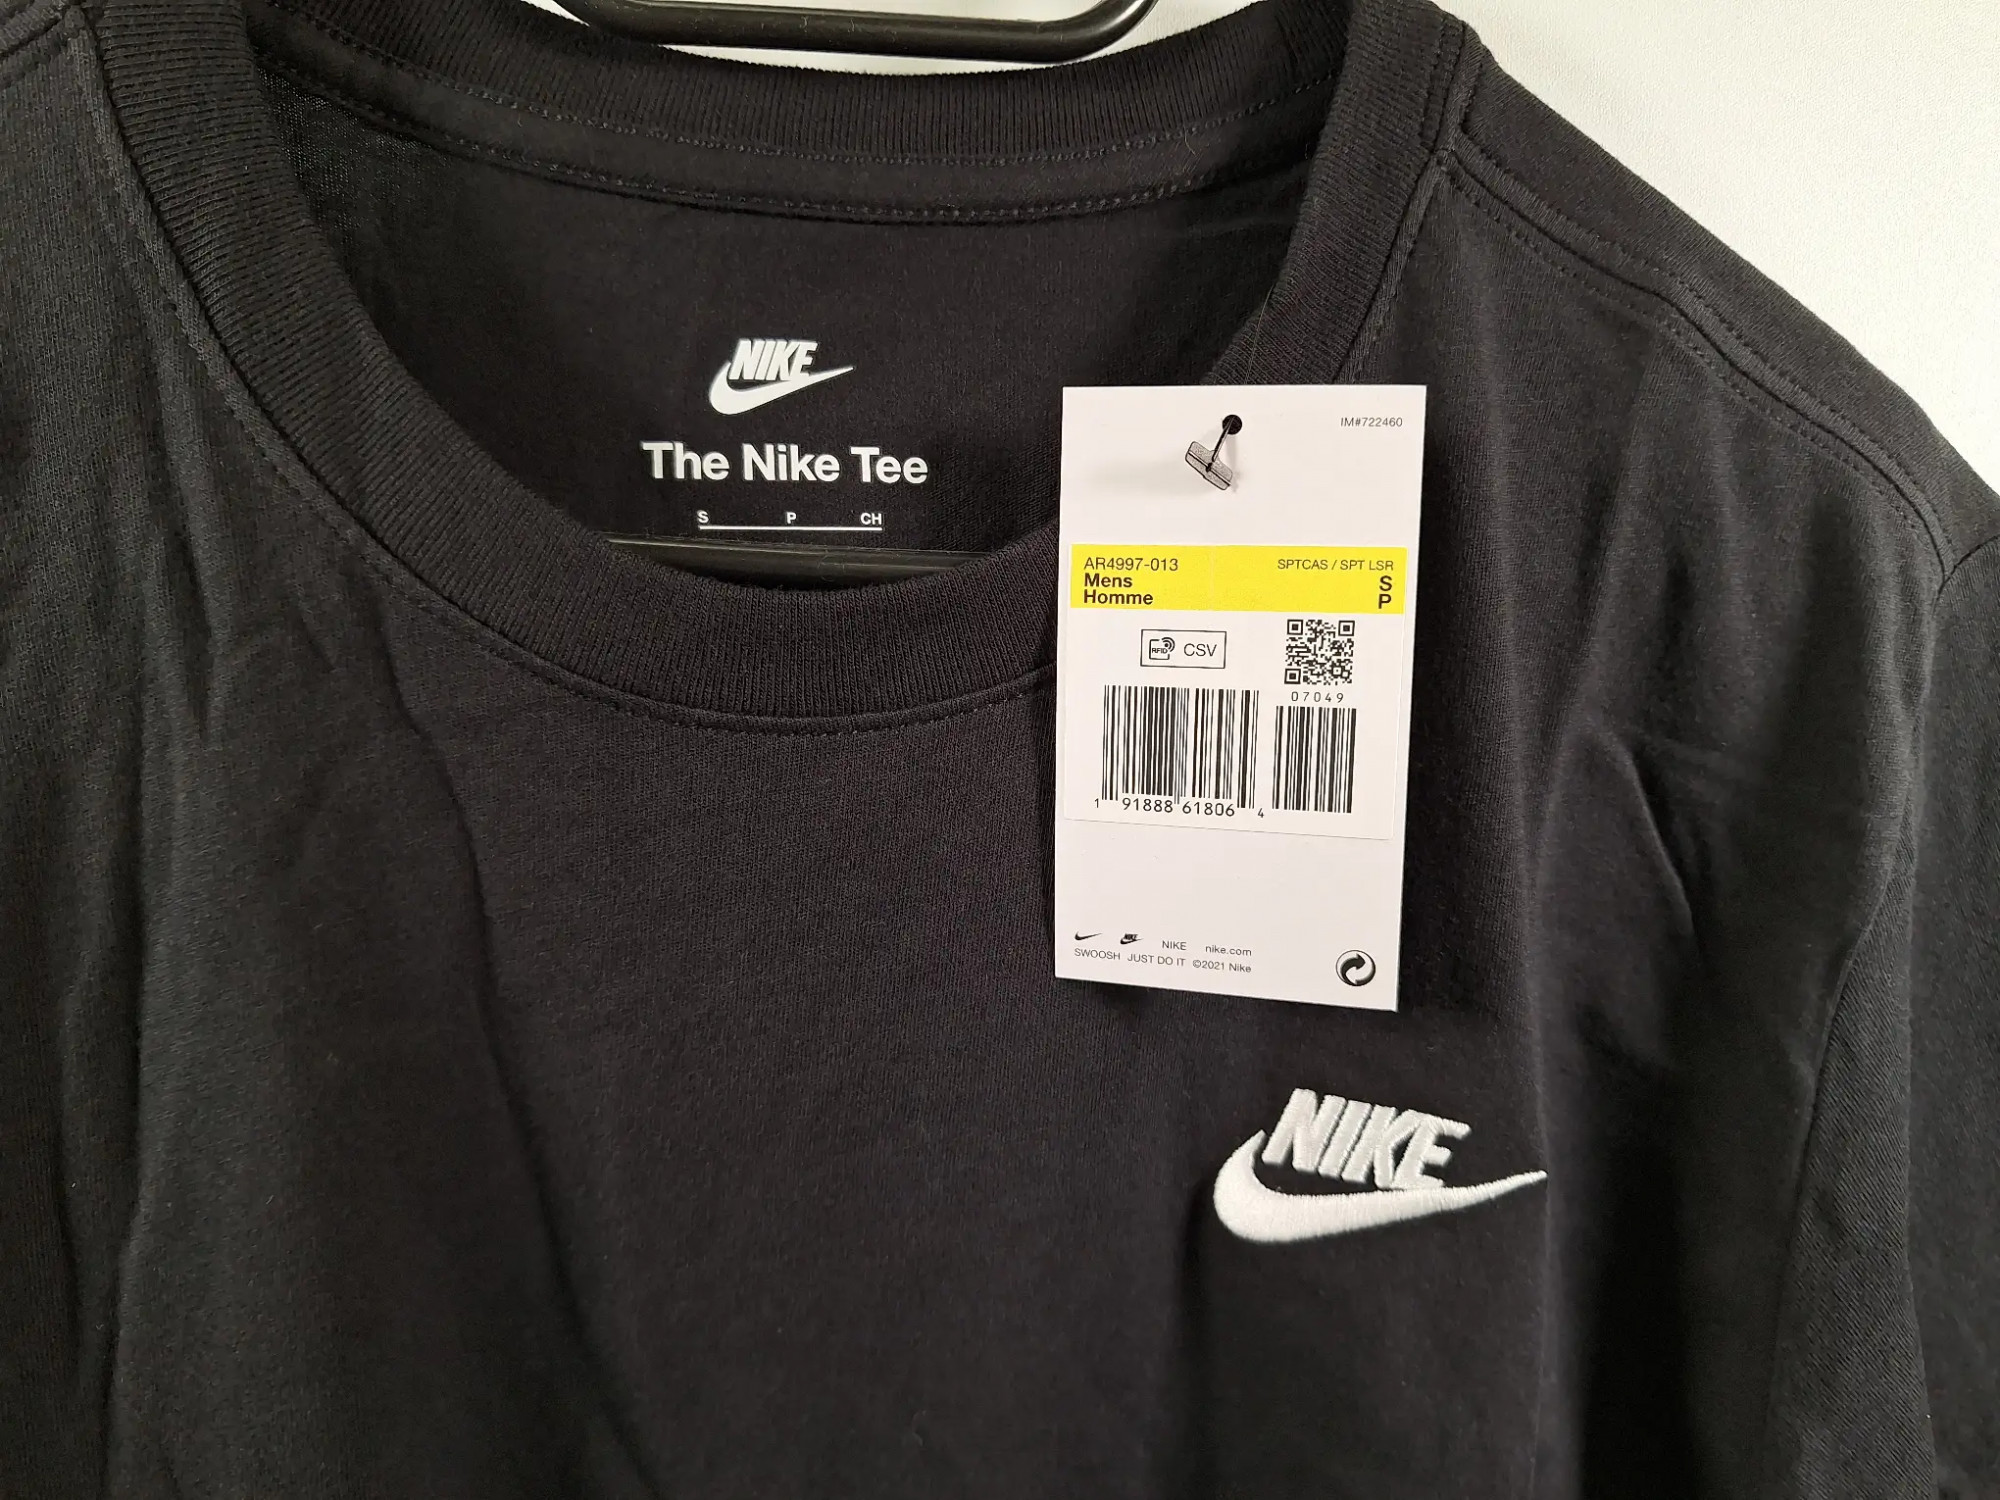 NIKE
The Nike Tee
S P CH
IM#722460
AR4997-013 SPTCAS / SPT LSR
Mens S
Homme P
RFID CSV
07049
1 91888 61806 4
NIKE NIKE nike.com
SWOOSH JUST DO IT ©2021 Nike
NIKE